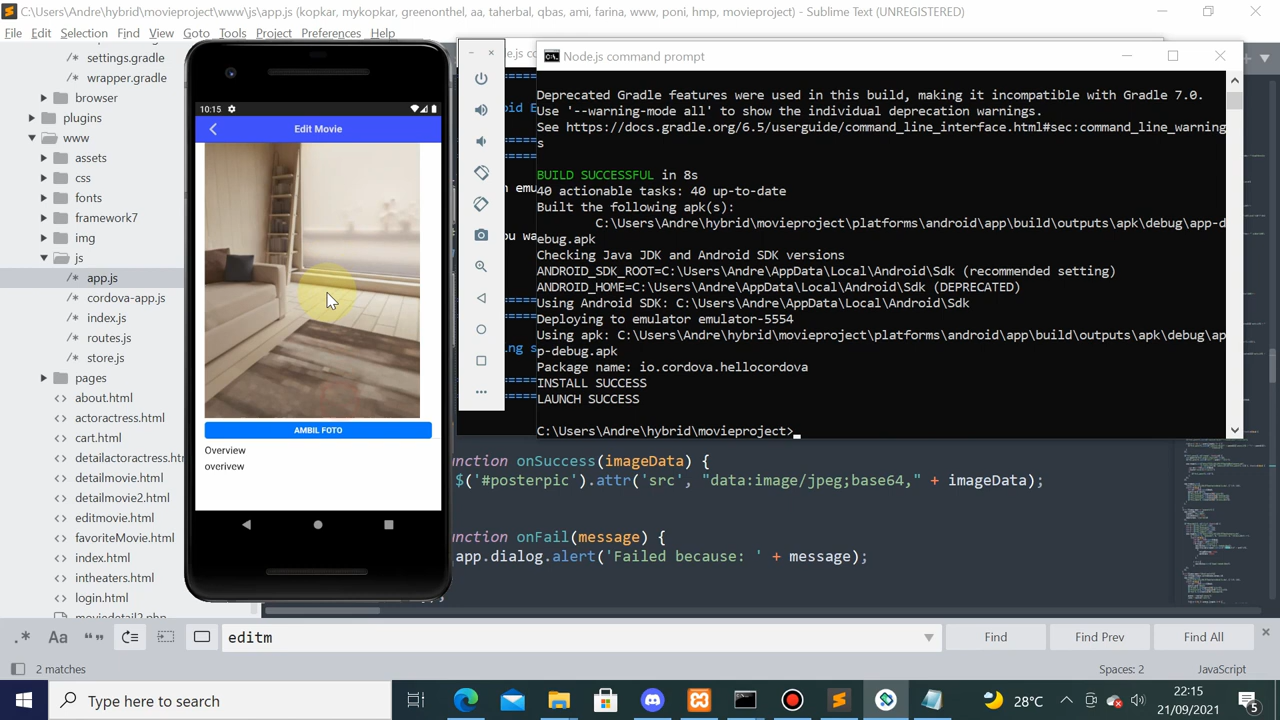 C:\Users\Andre\hybrid\movieproject\www\js\app.js (kopkar, mykopkar, greenorthel, aa, taherbal, qbas, ami, farina, www, poni, hmb, movieproject) - Sublime Text (UNREGISTERED)
File Edit Selection Find View Goto Tools Project Preferences Help
settings.gradle
wrapper.gradle
browser
plugins
www
assets
css
fonts
framework7
img
js
app.js
cordova-app.js
index.js
routes.js
store.js
pages
about.html
actoractress.html
cart.html
detailactoractress.htr
detailmovie.html
detailmovie2.html
editmovie.html
favoriteMovie.html
index.html
intheaters.html
login.html
10:15
Edit Movie
AMBIL FOTO
Overview
overivew
Node.js command prompt
Deprecated Gradle features were used in this build, making it incompatible with Gradle 7.0.
Use '--warning-mode all' to show the individual deprecation warnings.
See https://docs.gradle.org/6.5/userguide/command_line_interface.html#sec:command_line_warning
s
BUILD SUCCESSFUL in 8s
40 actionable tasks: 40 up-to-date
Built the following apk(s):
C:\Users\Andre\hybrid\movieproject\platforms\android\app\build\outputs\apk\debug\app-d
ebug.apk
Checking Java JDK and Android SDK versions
ANDROID_SDK_ROOT=C:\Users\Andre\AppData\Local\Android\Sdk (recommended setting)
ANDROID_HOME=C:\Users\Andre\AppData\Local\Android\Sdk (DEPRECATED)
Using Android SDK: C:\Users\Andre\AppData\Local\Android\Sdk
Deploying to emulator emulator-5554
Using apk: C:\Users\Andre\hybrid\movieproject\platforms\android\app\build\outputs\apk\debug\ap
p-debug.apk
Package name: io.cordova.hellocordova
INSTALL SUCCESS
LAUNCH SUCCESS
C:\Users\Andre\hybrid\movieproject>
unction onSuccess(imageData) {
$('#posterpic').attr('src', "data:image/jpeg;base64," + imageData);
unction onFail(message) {
app.dialog.alert('Failed because: ' + message);
.* Aa “” editm Find Find Prev Find All
2 matches Spaces: 2 JavaScript
Type here to search 28°C 22:15
21/09/2021 5